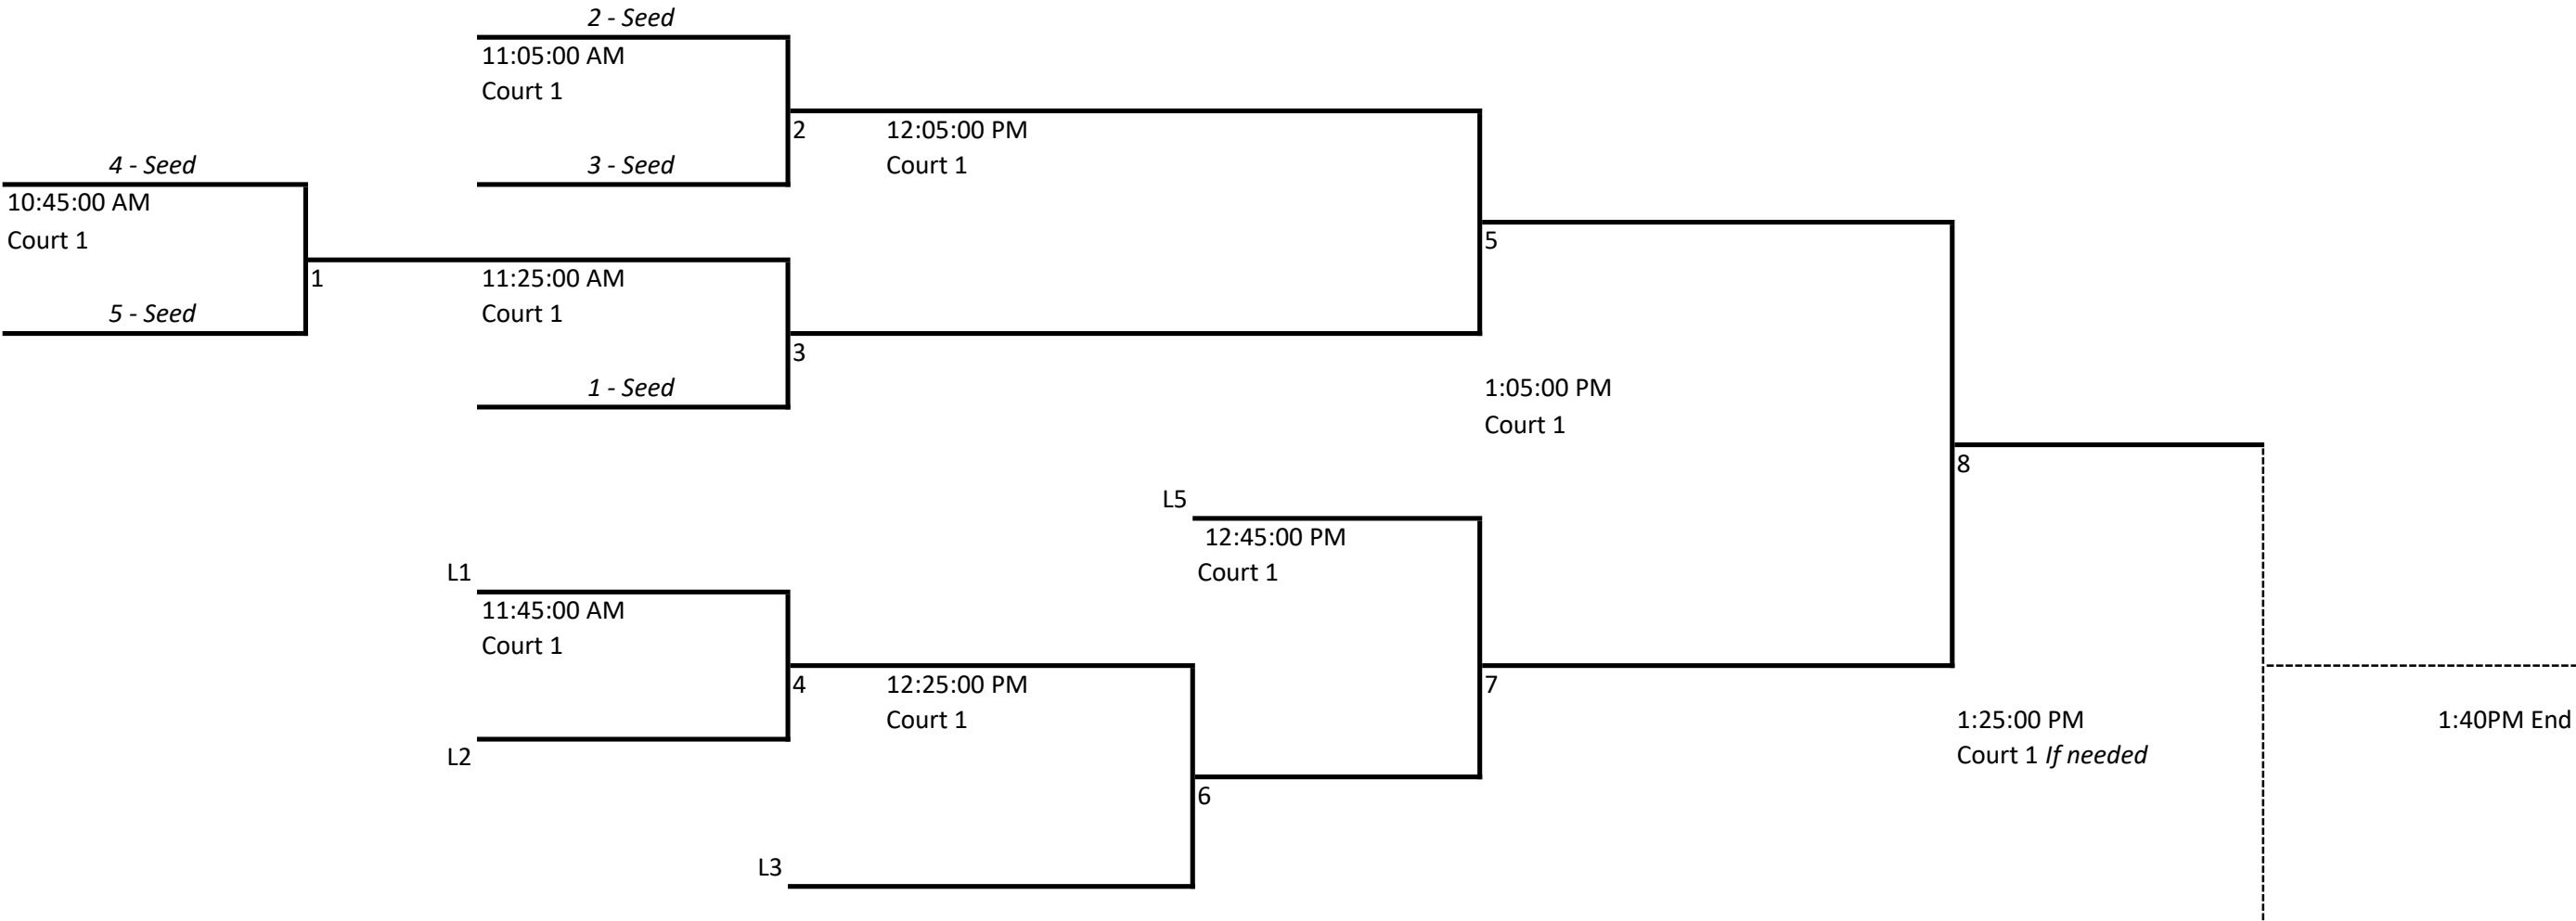 2 - Seed
11:05:00 AM
Court 1
2
12:05:00 PM
4 - Seed
3 - Seed
Court 1
10:45:00 AM
Court 1
5
1
11:25:00 AM
5 - Seed
Court 1
3
1 - Seed
1:05:00 PM
Court 1
8
L5
12:45:00 PM
L1
Court 1
11:45:00 AM
Court 1
4
12:25:00 PM
7
Court 1
1:25:00 PM
1:40PM End
L2
Court 1 If needed
6
L3